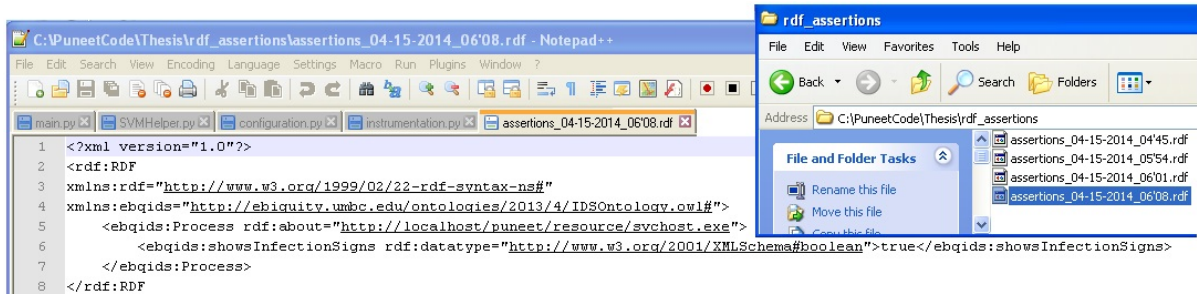 C:\PuneetCode\Thesis\rdf_assertions\assertions_04-15-2014_06'08.rdf - Notepad++
File Edit Search View Encoding Language Settings Macro Run Plugins Window ?
main.py SVMHelper.py configuration.py instrumentation.py assertions_04-15-2014_06'08.rdf
1 <?xml version="1.0"?>
2 <rdf:RDF
3 xmlns:rdf="http://www.w3.org/1999/02/22-rdf-syntax-ns#"
4 xmlns:ebqids="http://ebiquity.umbc.edu/ontologies/2013/4/IDSOntology.owl#">
5 <ebqids:Process rdf:about="http://localhost/puneet/resource/svchost.exe">
6 <ebqids:showsInfectionSigns rdf:datatype="http://www.w3.org/2001/XMLSchema#boolean">true</ebqids:showsInfectionSigns>
7 </ebqids:Process>
8 </rdf:RDF
rdf_assertions
File Edit View Favorites Tools Help
Back Search Folders
Address C:\PuneetCode\Thesis\rdf_assertions
File and Folder Tasks
Rename this file
Move this file
Copy this file
assertions_04-15-2014_04'45.rdf
assertions_04-15-2014_05'54.rdf
assertions_04-15-2014_06'01.rdf
assertions_04-15-2014_06'08.rdf